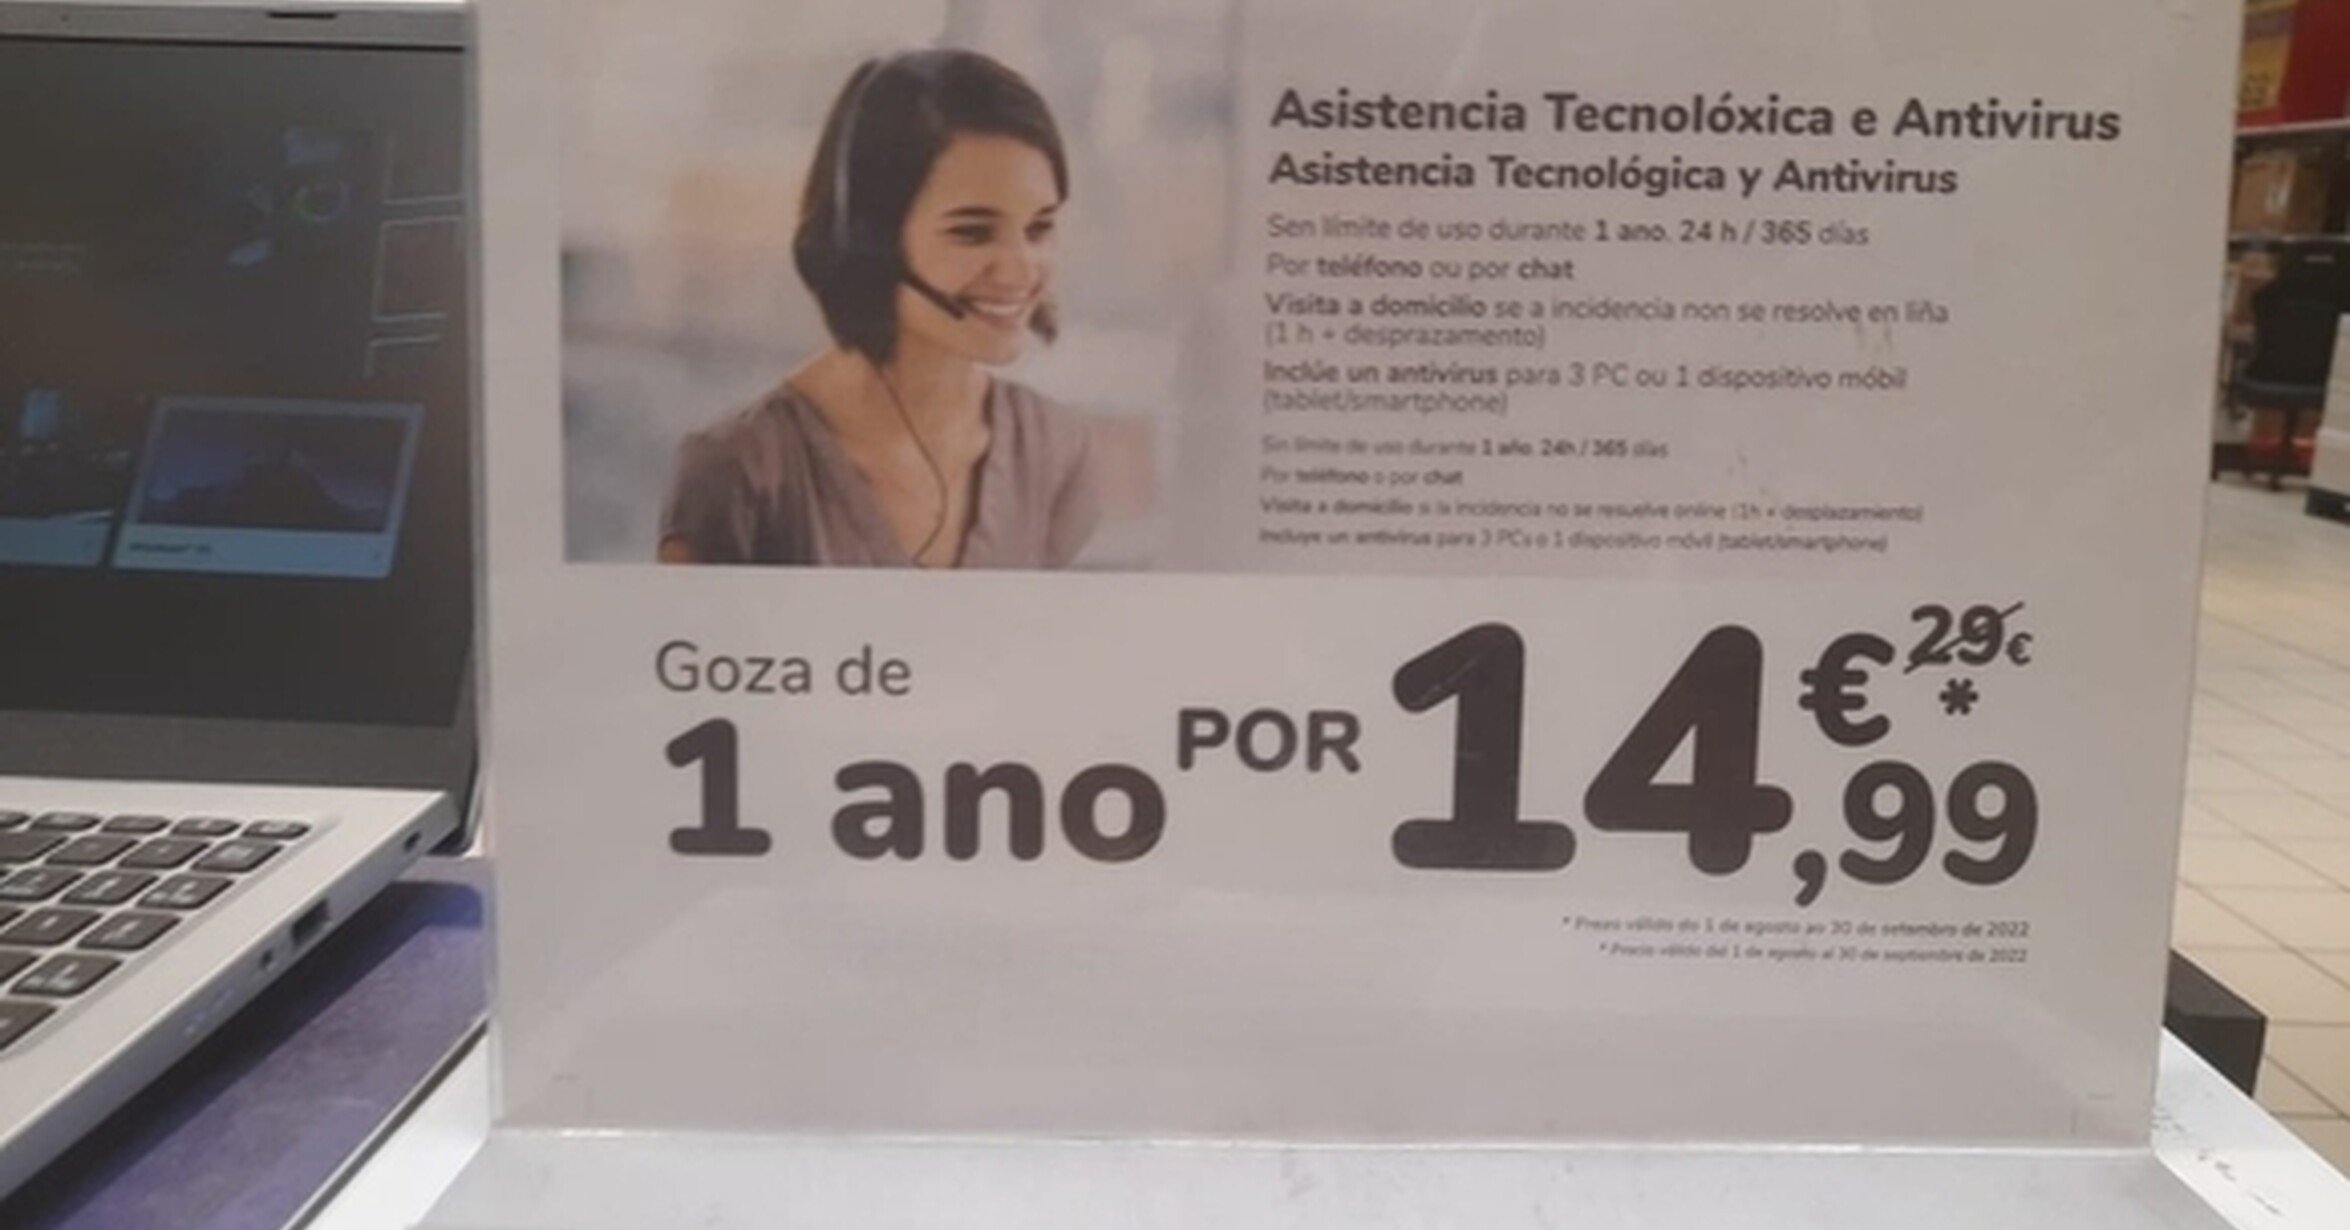 Asistencia Tecnolóxica e Antivirus
Asistencia Tecnológica y Antivirus
Sen límite de uso durante 1 ano. 24 h / 365 días
Por teléfono ou por chat
Visita a domicilio se a incidencia non se resolve en liña
(1 h + desprazamento)
Inclúe un antivirus para 3 PC ou 1 dispositivo móbil
(tablet/smartphone)
Sin límite de uso durante 1 año. 24h / 365 días
Por teléfono o por chat
Visita a domicilio si la incidencia no se resuelve online (1h + desplazamiento)
Incluye un antivirus para 3 PCs o 1 dispositivo móvil (tablet/smartphone)
Goza de
1 ano POR 14,99 €*
29€
* Prezo válido do 1 de agosto ao 30 de setembro de 2022
* Precio válido del 1 de agosto al 30 de septiembre de 2022